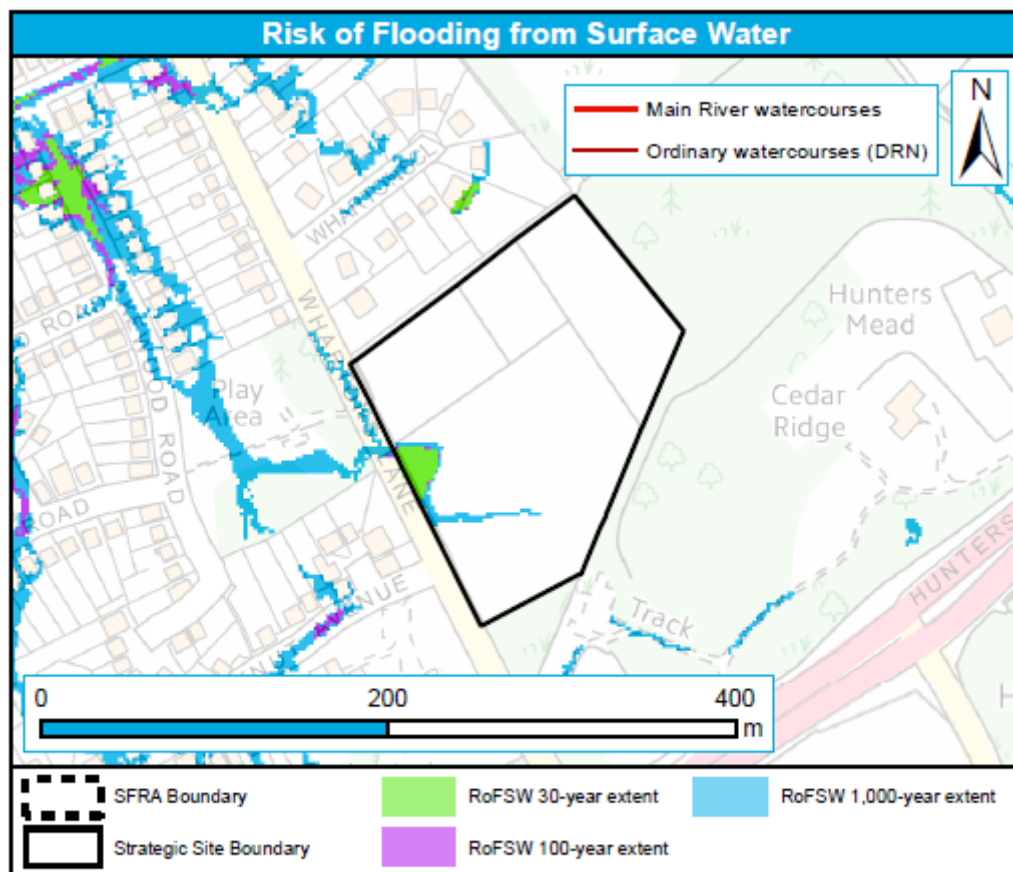 Risk of Flooding from Surface Water
Main River watercourses
Ordinary watercourses (DRN)
N
WHAR
Hunters
Mead
Cedar
Ridge
Play
Area
LANE
ROAD
ROAD
NUE
Track
HUNTERS
0
200
400
m
SFRA Boundary
Strategic Site Boundary
RoFSW 30-year extent
RoFSW 100-year extent
RoFSW 1,000-year extent